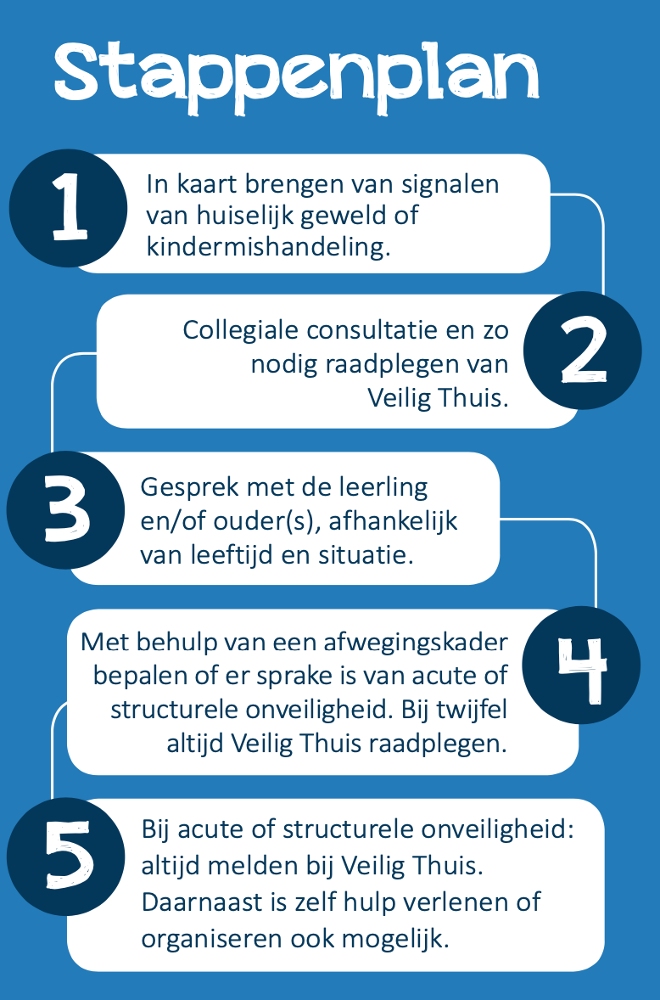 Stappenplan
1
In kaart brengen van signalen
van huiselijk geweld of
kindermishandeling.
2
Collegiale consultatie en zo
nodig raadplegen van
Veilig Thuis.
3
Gesprek met de leerling
en/of ouder(s), afhankelijk
van leeftijd en situatie.
4
Met behulp van een afwegingskader
bepalen of er sprake is van acute of
structurele onveiligheid. Bij twijfel
altijd Veilig Thuis raadplegen.
5
Bij acute of structurele onveiligheid:
altijd melden bij Veilig Thuis.
Daarnaast is zelf hulp verlenen of
organiseren ook mogelijk.